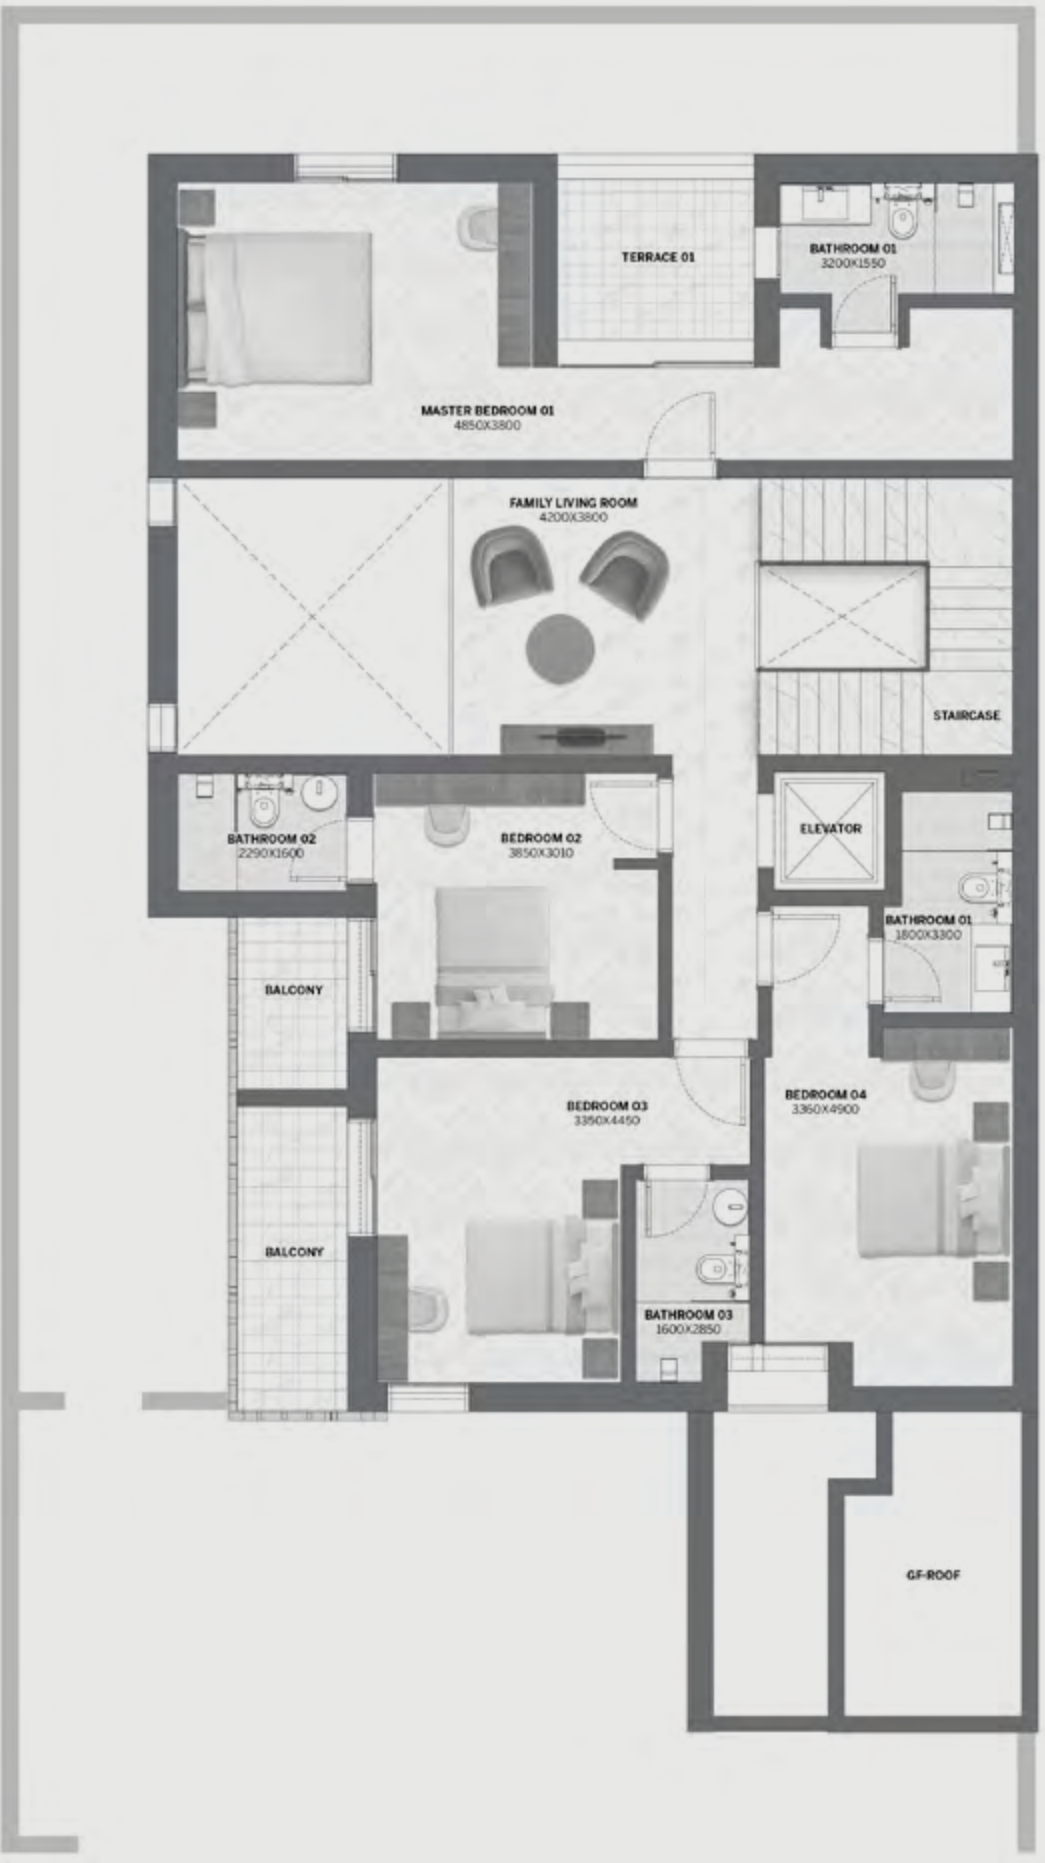 TERRACE 01
BATHROOM 01
3200X1550
MASTER BEDROOM 01
4850X3800
FAMILY LIVING ROOM
4200X3800
STAIRCASE
BATHROOM 02
2290X1600
BEDROOM 02
3850X3010
ELEVATOR
BATHROOM 01
1800X3300
BALCONY
BEDROOM 03
3350X4450
BEDROOM 04
3360X4900
BALCONY
BATHROOM 03
1600X2850
GF-ROOF